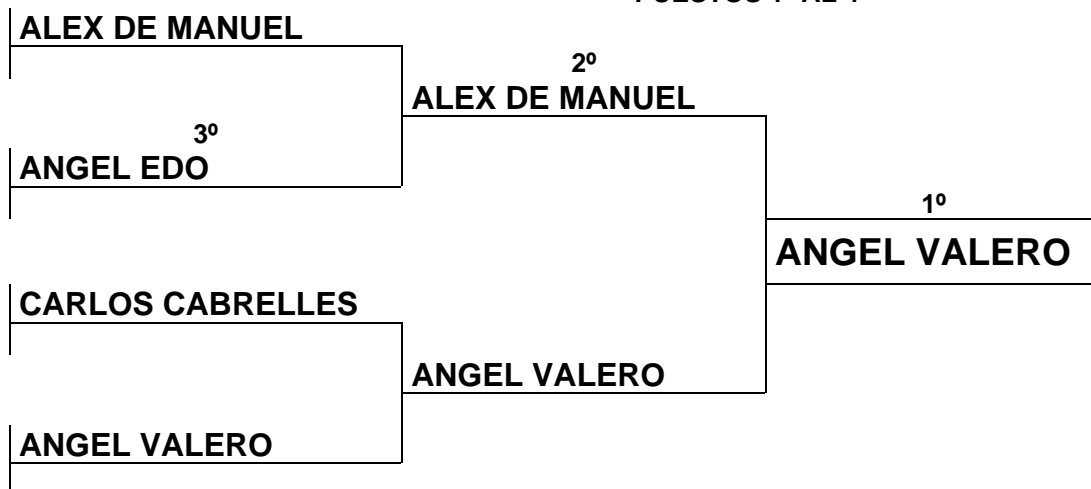 ALEX DE MANUEL
2º
ALEX DE MANUEL
3º
ANGEL EDO
1º
ANGEL VALERO
CARLOS CABRELLES
ANGEL VALERO
ANGEL VALERO